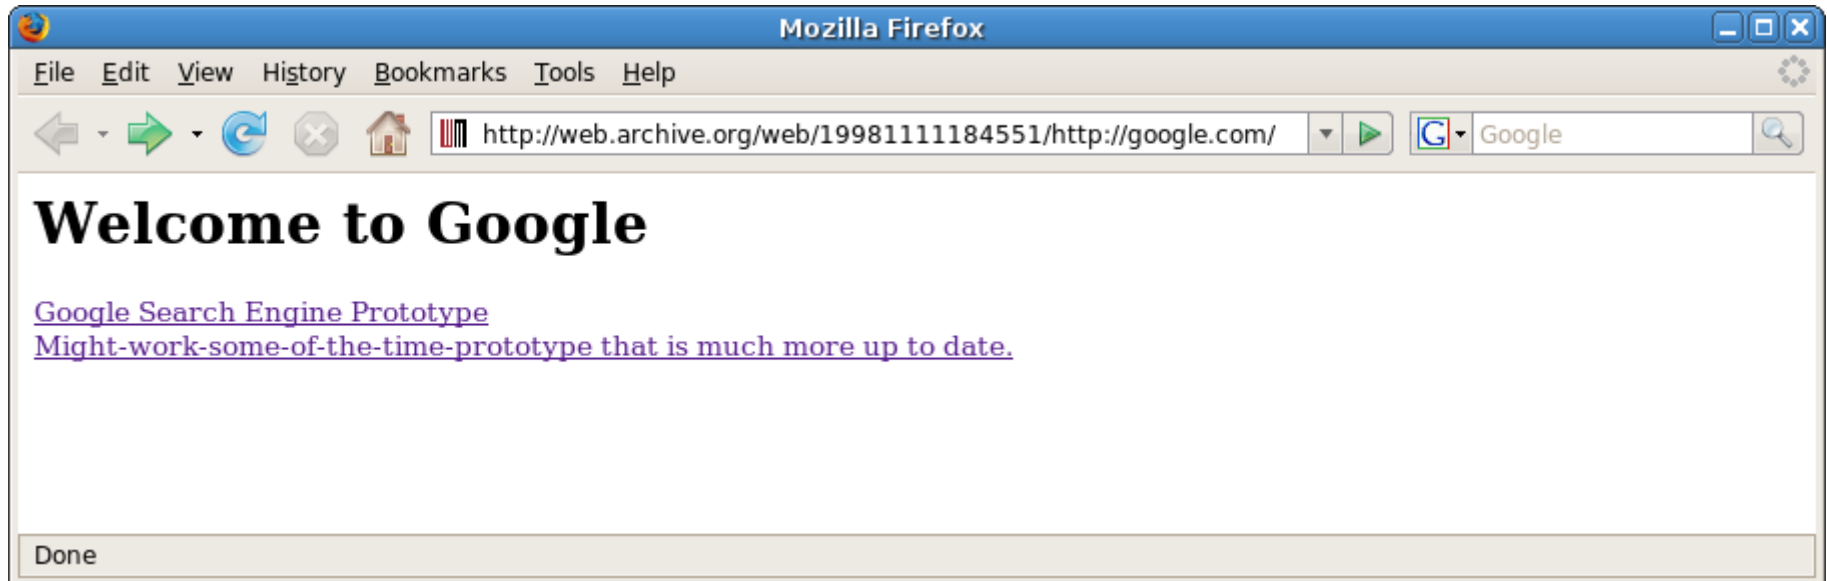 Mozilla Firefox
File Edit View History Bookmarks Tools Help
http://web.archive.org/web/19981111184551/http://google.com/ G Google
Welcome to Google
Google Search Engine Prototype
Might-work-some-of-the-time-prototype that is much more up to date.
Done